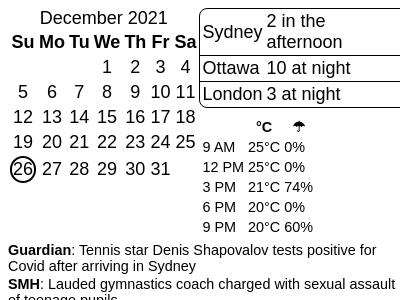 December 2021
Su Mo Tu We Th Fr Sa
1 2 3 4
5 6 7 8 9 10 11
12 13 14 15 16 17 18
19 20 21 22 23 24 25
26 27 28 29 30 31
Sydney 2 in the
afternoon
Ottawa 10 at night
London 3 at night
°C ☂
9 AM 25°C 0%
12 PM 25°C 0%
3 PM 21°C 74%
6 PM 20°C 0%
9 PM 20°C 60%
Guardian: Tennis star Denis Shapovalov tests positive for
Covid after arriving in Sydney
SMH: Lauded gymnastics coach charged with sexual assault
of teenage pupils